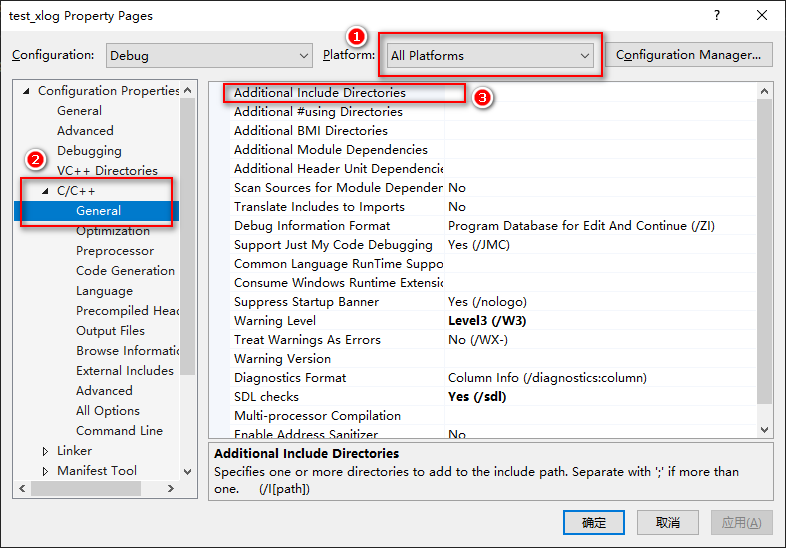 test_xlog Property Pages
?
1
Configuration: Debug
Platform: All Platforms
Configuration Manager...
Configuration Properties
General
Advanced
Debugging
2
VC++ Directories
C/C++
General
Optimization
Preprocessor
Code Generation
Language
Precompiled Head
Output Files
Browse Informatic
External Includes
Advanced
All Options
Command Line
Linker
Manifest Tool
Additional Include Directories
3
Additional #using Directories
Additional BMI Directories
Additional Module Dependencies
Additional Header Unit Dependencie
Scan Sources for Module Depender No
Translate Includes to Imports No
Debug Information Format Program Database for Edit And Continue (/ZI)
Support Just My Code Debugging Yes (/JMC)
Common Language RunTime Suppo
Consume Windows Runtime Extensic
Suppress Startup Banner Yes (/nologo)
Warning Level Level3 (/W3)
Treat Warnings As Errors No (/WX-)
Warning Version
Diagnostics Format Column Info (/diagnostics:column)
SDL checks Yes (/sdl)
Multi-processor Compilation
Enable Address Sanitizer No
Additional Include Directories
Specifies one or more directories to add to the include path. Separate with ';' if more than
one. (/I[path])
确定
取消
应用(A)